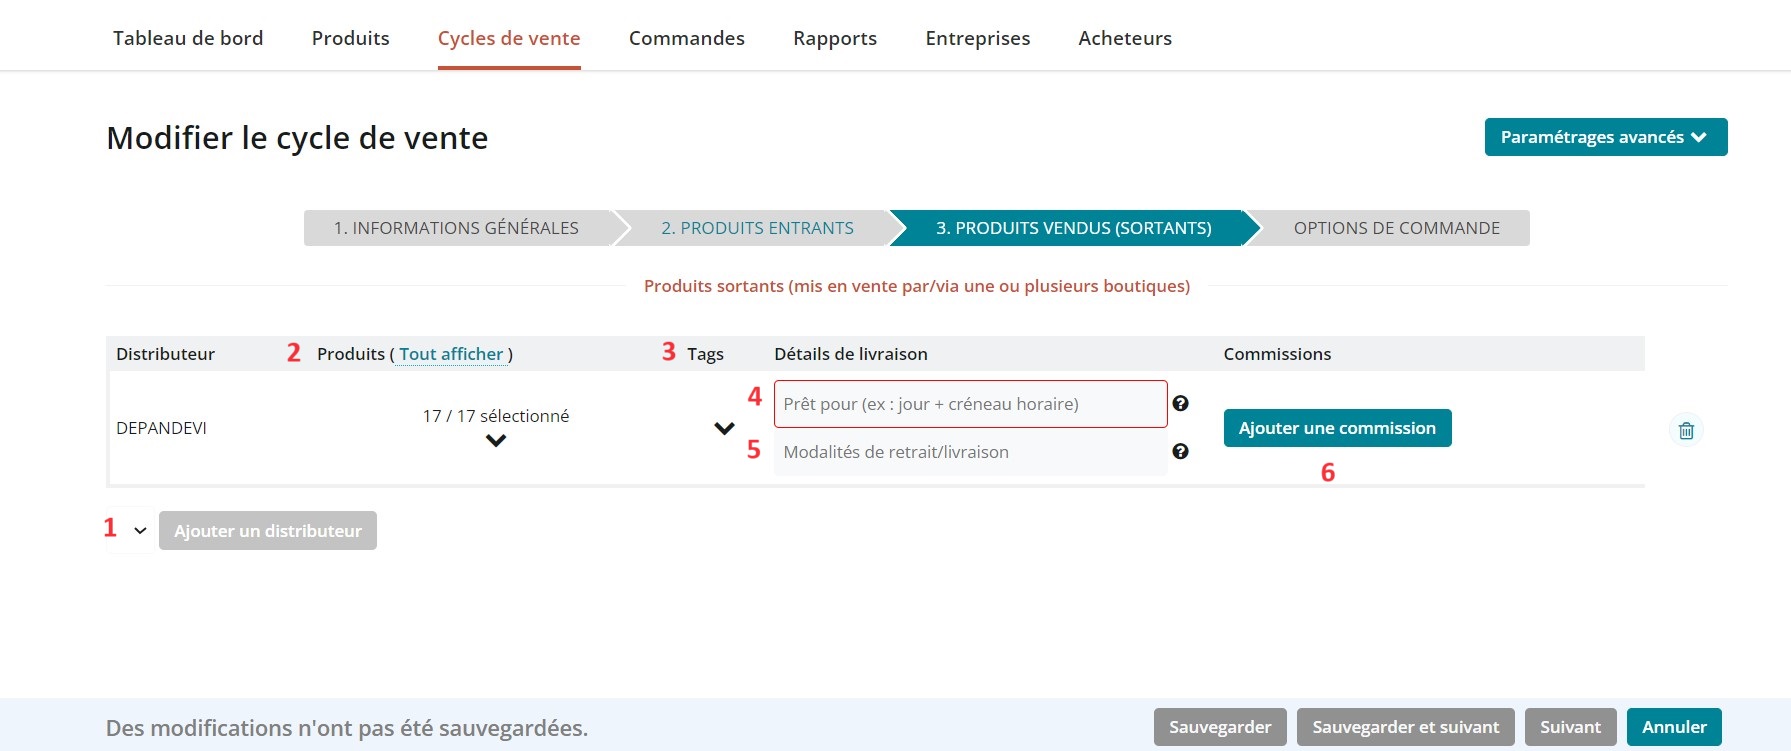 Tableau de bord Produits Cycles de vente Commandes Rapports Entreprises Acheteurs
Modifier le cycle de vente
Paramétrages avancés
1. INFORMATIONS GÉNÉRALES 2. PRODUITS ENTRANTS 3. PRODUITS VENDUS (SORTANTS) OPTIONS DE COMMANDE
Produits sortants (mis en vente par/via une ou plusieurs boutiques)
Distributeur 2 Produits ( Tout afficher ) 3 Tags Détails de livraison Commissions
4 Prêt pour (ex : jour + créneau horaire) ?
17 / 17 sélectionné
DEPANDEVI Ajouter une commission
5 Modalités de retrait/livraison ?
6
1 Ajouter un distributeur
Des modifications n'ont pas été sauvegardées. Sauvegarder Sauvegarder et suivant Suivant Annuler